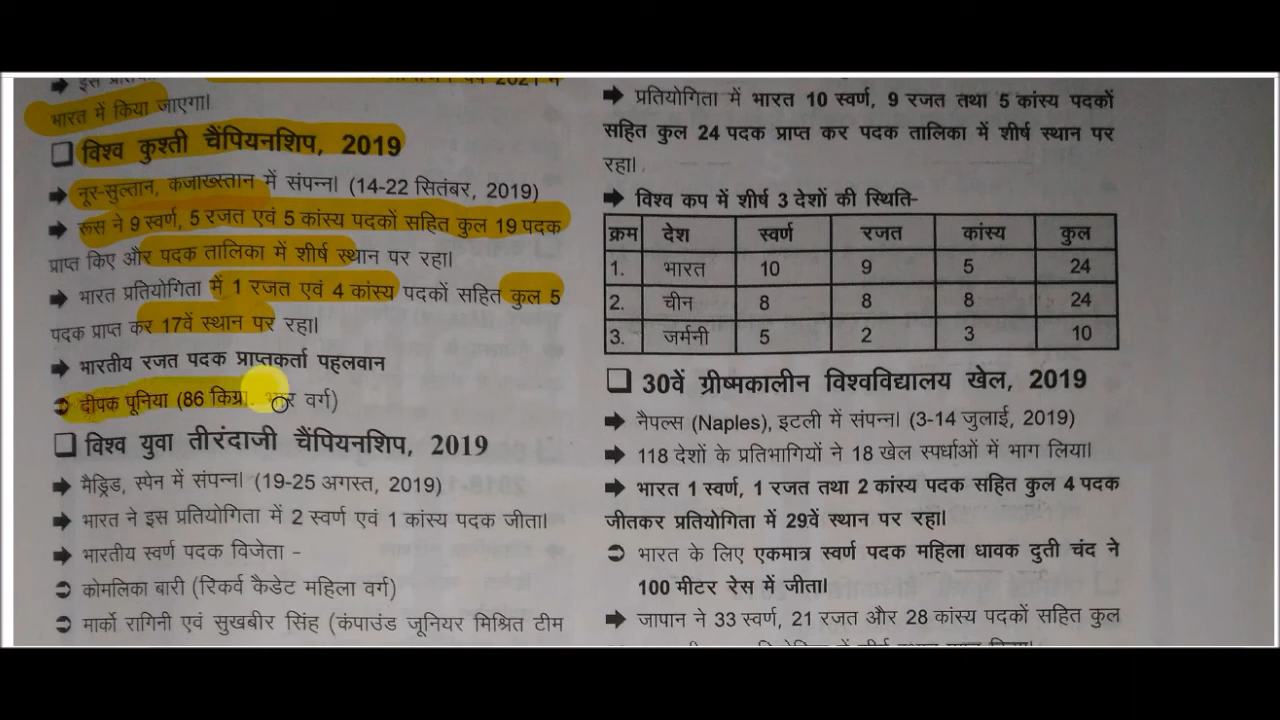 भारत में किया जाएगा।
❑ विश्व कुश्ती चैंपियनशिप, 2019
➡ नूर-सुल्तान, कजाख्स्तान में संपन्न। (14-22 सितंबर, 2019)
➡ रूस ने 9 स्वर्ण, 5 रजत एवं 5 कांस्य पदकों सहित कुल 19 पदक
प्राप्त किए और पदक तालिका में शीर्ष स्थान पर रहा।
➡ भारत प्रतियोगिता में 1 रजत एवं 4 कांस्य पदकों सहित कुल 5
पदक प्राप्त कर 17वें स्थान पर रहा।
➡ भारतीय रजत पदक प्राप्तकर्ता पहलवान
➲ दीपक पूनिया (86 किग्रा. भार वर्ग)
❑ विश्व युवा तीरंदाजी चैंपियनशिप, 2019
➡ मैड्रिड, स्पेन में संपन्न। (19-25 अगस्त, 2019)
➡ भारत ने इस प्रतियोगिता में 2 स्वर्ण एवं 1 कांस्य पदक जीता।
➡ भारतीय स्वर्ण पदक विजेता -
➲ कोमलिका बारी (रिकर्व कैडेट महिला वर्ग)
➲ मार्को रागिनी एवं सुखबीर सिंह (कंपाउंड जूनियर मिश्रित टीम
➡ प्रतियोगिता में भारत 10 स्वर्ण, 9 रजत तथा 5 कांस्य पदकों
सहित कुल 24 पदक प्राप्त कर पदक तालिका में शीर्ष स्थान पर
रहा।
➡ विश्व कप में शीर्ष 3 देशों की स्थिति-
क्रम देश स्वर्ण रजत कांस्य कुल
1. भारत 10 9 5 24
2. चीन 8 8 8 24
3. जर्मनी 5 2 3 10
❑ 30वें ग्रीष्मकालीन विश्वविद्यालय खेल, 2019
➡ नैपल्स (Naples), इटली में संपन्न। (3-14 जुलाई, 2019)
➡ 118 देशों के प्रतिभागियों ने 18 खेल स्पर्धाओं में भाग लिया।
➡ भारत 1 स्वर्ण, 1 रजत तथा 2 कांस्य पदक सहित कुल 4 पदक
जीतकर प्रतियोगिता में 29वें स्थान पर रहा।
➲ भारत के लिए एकमात्र स्वर्ण पदक महिला धावक दुती चंद ने
100 मीटर रेस में जीता।
➡ जापान ने 33 स्वर्ण, 21 रजत और 28 कांस्य पदकों सहित कुल